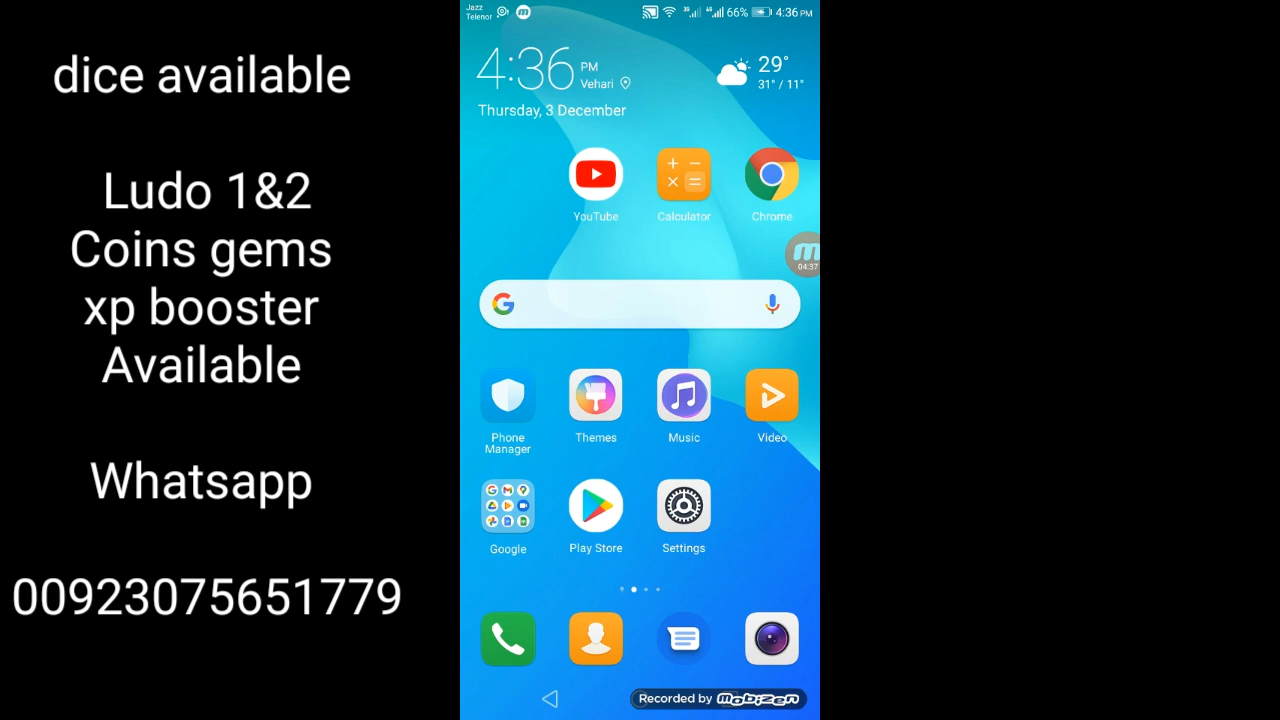 dice available
Ludo 1&2
Coins gems
xp booster
Available
Whatsapp
00923075651779
Jazz
Telenor
66% 4:36 PM
4:36 PM
Vehari
Thursday, 3 December
29°
31° / 11°
YouTube Calculator Chrome
04:37
Phone Manager Themes Music Video
Google Play Store Settings
Recorded by mobizen